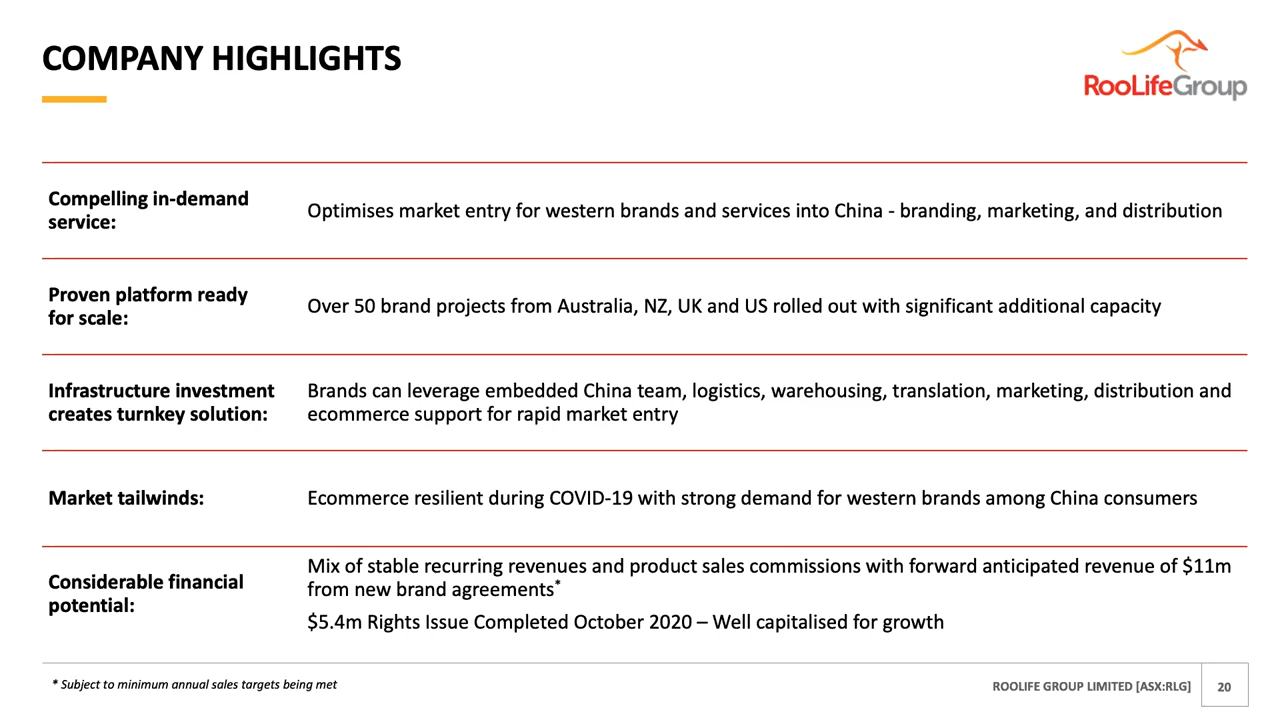 COMPANY HIGHLIGHTS
RooLifeGroup
Compelling in-demand
service:
Optimises market entry for western brands and services into China - branding, marketing, and distribution
Proven platform ready
for scale:
Over 50 brand projects from Australia, NZ, UK and US rolled out with significant additional capacity
Infrastructure investment
creates turnkey solution:
Brands can leverage embedded China team, logistics, warehousing, translation, marketing, distribution and
ecommerce support for rapid market entry
Market tailwinds:
Ecommerce resilient during COVID-19 with strong demand for western brands among China consumers
Considerable financial
potential:
Mix of stable recurring revenues and product sales commissions with forward anticipated revenue of $11m
from new brand agreements*
$5.4m Rights Issue Completed October 2020 – Well capitalised for growth
* Subject to minimum annual sales targets being met
ROOLIFE GROUP LIMITED [ASX:RLG]
20